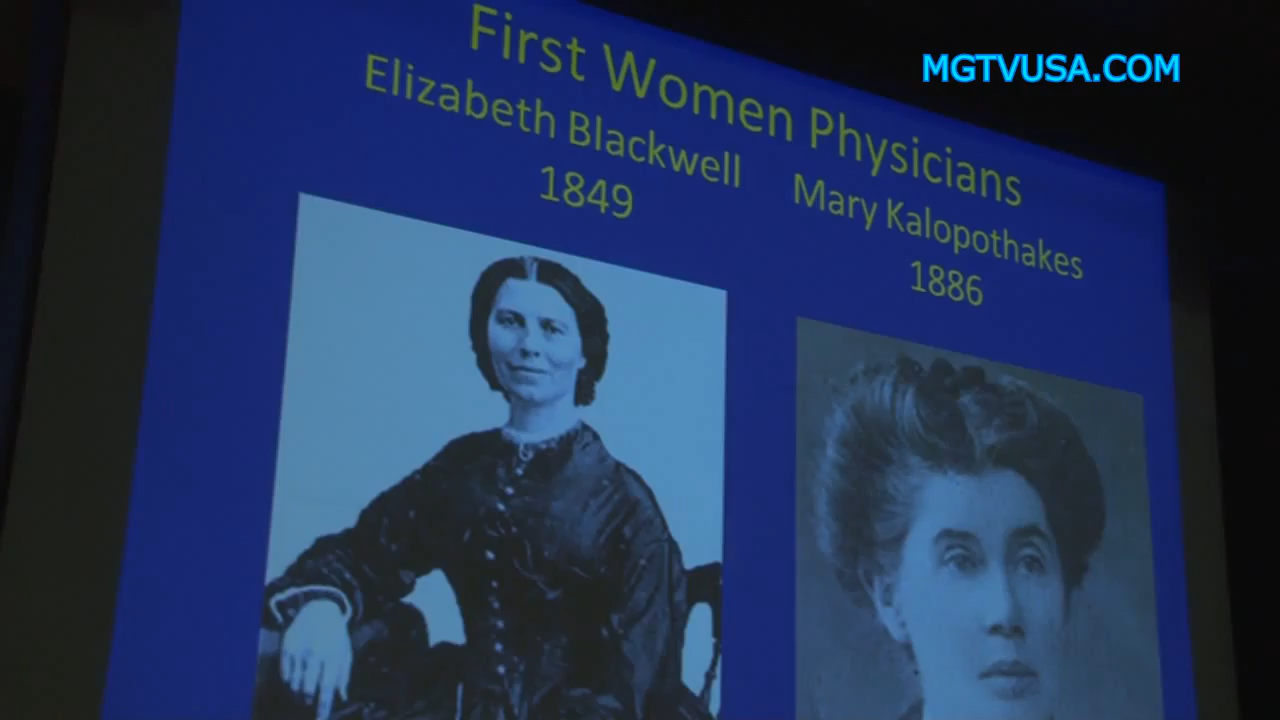 MGTVUSA.COM
First Women Physicians
Elizabeth Blackwell
1849
Mary Kalopothakes
1886